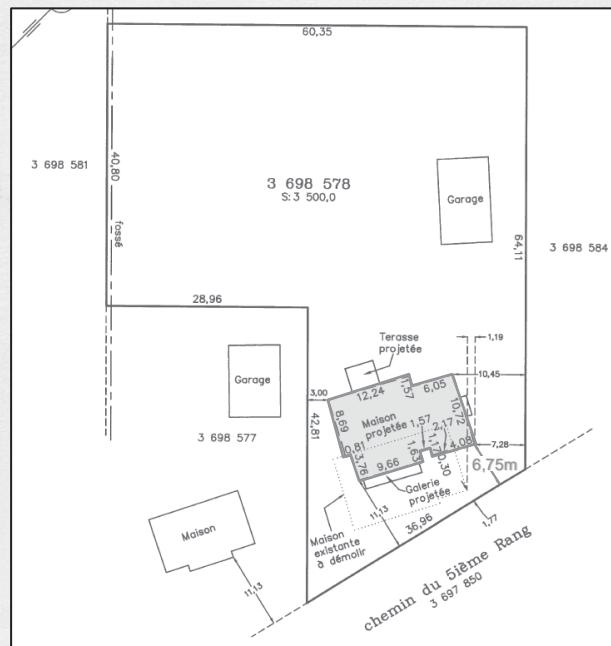 60,35
3 698 581
40,80
fossé
3 698 578
S: 3 500,0
Garage
64,11
3 698 584
28,96
Terasse
projetée
1,19
10,45
3,00
Garage
12,24
1,57
6,05
42,81
8,69
Maison
projetée
1,57
2,17
10,72
3 698 577
0,81
3,76
9,66
1,63
1,17
0,30
4,08
7,28
6,75m
Galerie
projetée
Maison
11,13
Maison
existante
à démolir
36,96
1,77
11,13
chemin du 5ième Rang
3 697 850